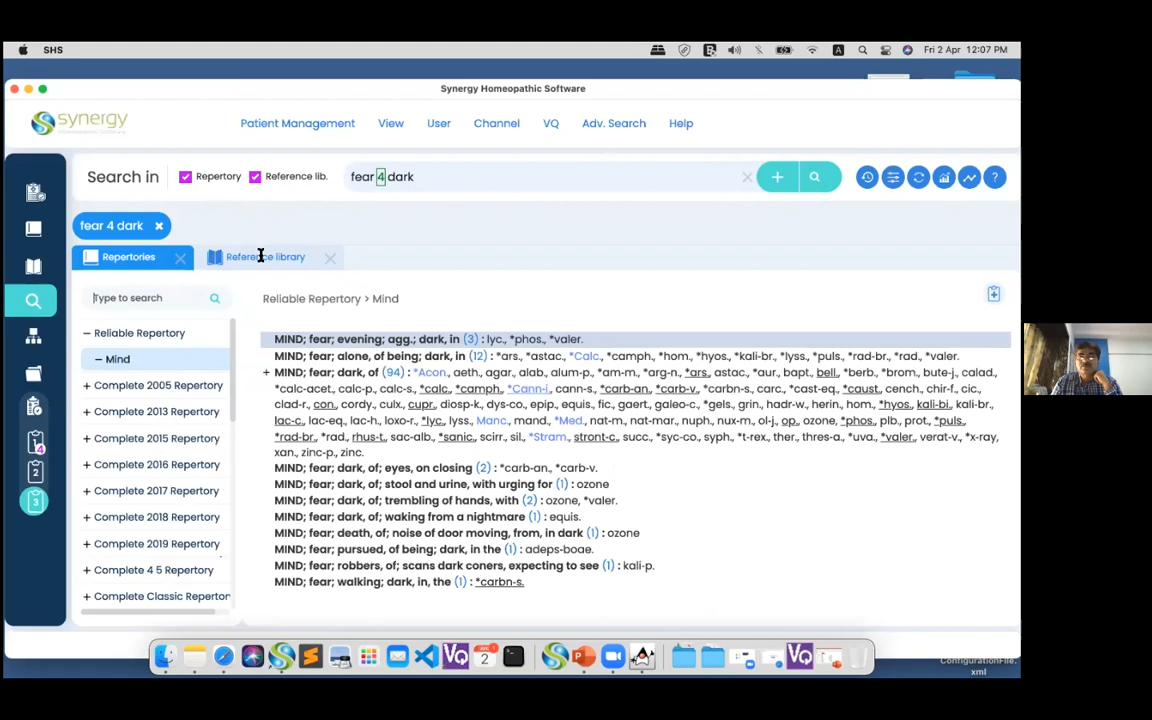 SHS
A
Fri 2 Apr 12:07 PM
Synergy Homeopathic Software
synergy
Patient Management View User Channel VQ Adv. Search Help
Search in Repertory Reference lib. fear 4 dark
?
fear 4 dark
Repertories Reference library
Type to search
Reliable Repertory > Mind
Reliable Repertory
Mind
Complete 2005 Repertory
Complete 2013 Repertory
Complete 2015 Repertory
Complete 2016 Repertory
Complete 2017 Repertory
Complete 2018 Repertory
Complete 2019 Repertory
Complete 4 5 Repertory
Complete Classic Repertor
4
2
3
MIND; fear; evening; agg.; dark, in (3) : lyc., *phos., *valer.
MIND; fear; alone, of being; dark, in (12) : *ars., *astac., *Calc., *camph., *hom., *hyos., *kali-br., *lyss., *puls., *rad-br., *rad., *valer.
+ MIND; fear; dark, of (94) : *Acon., aeth., agar., alab., alum-p., *am-m., *arg-n., *ars., astac., *aur., bapt., bell., *berb., *brom., bute-j., calad.,
*calc-acet., calc-p., calc-s., *calc., *camph., *Cann-i., cann-s., *carb-an., *carb-v., *carbn-s., carc., *cast-eq., *caust., cench., chir-f., cic.,
clad-r., con., cordy., culx., cupr., diosp-k., dys-co., epip., equis., fic., gaert., galeo-c., *gels., grin., hadr-w., herin., hom., *hyos., kali-bi., kali-br.,
lac-c., lac-eq., lac-h., loxo-r., *lyc., lyss., Manc., mand., *Med., nat-m., nat-mar., nuph., nux-m., ol-j., op., *phos., plb., prot., *puls.,
*rad-br., *rad., rhus-t., sac-alb., *sanic., scirr., sil., *Stram., stront-c., succ., *syc-co., syph., *t-rex., ther., thres-a., *uva., *valer., verat-v., *x-ray,
xan., zinc-p., zinc.
MIND; fear; dark, of; eyes, on closing (2) : *carb-an., *carb-v.
MIND; fear; dark, of; stool and urine, with urging for (1) : ozone
MIND; fear; dark, of; trembling of hands, with (2) : ozone, *valer.
MIND; fear; dark, of; waking from a nightmare (1) : equis.
MIND; fear; death, of; noise of door moving, from, in dark (1) : ozone
MIND; fear; pursued, of being; dark, in the (1) : adeps-boae.
MIND; fear; robbers, of; scans dark coners, expecting to see (1) : kali-p.
MIND; fear; walking; dark, in, the (1) : *carbn-s.
VQ
2
VQ
ConfigurationFile.
xml